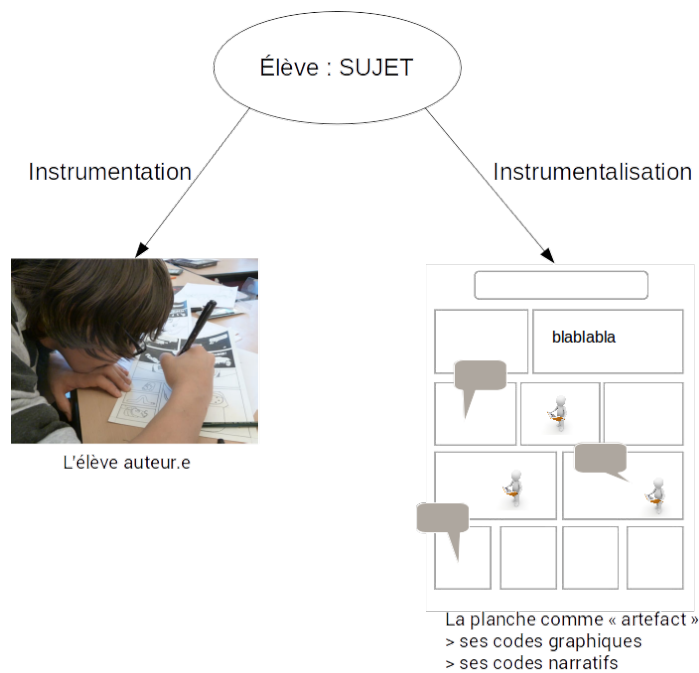 Élève : SUJET
Instrumentation
Instrumentalisation
blablabla
L'élève auteur.e
La planche comme « artefact »
> ses codes graphiques
> ses codes narratifs